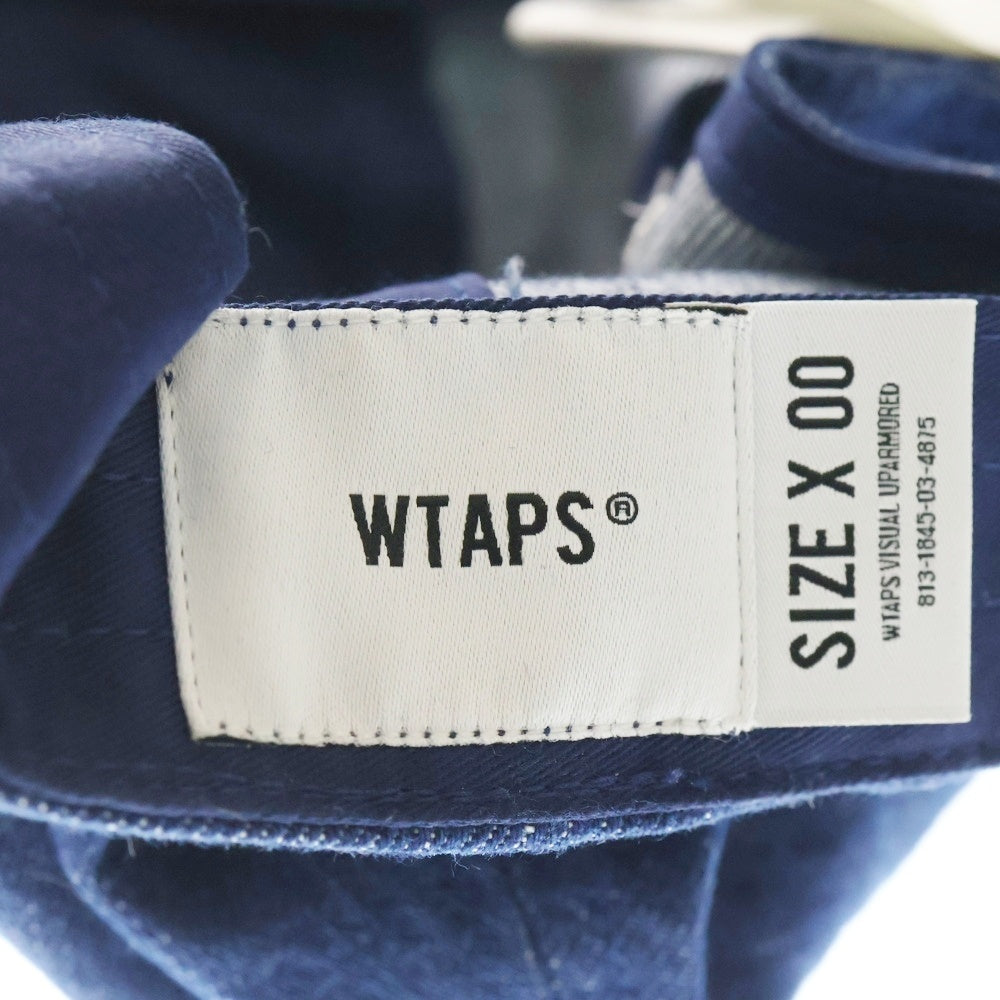 WTAPS®
SIZE X 00
WTAPS VISUAL UPARMORED
813-1845-03-4875